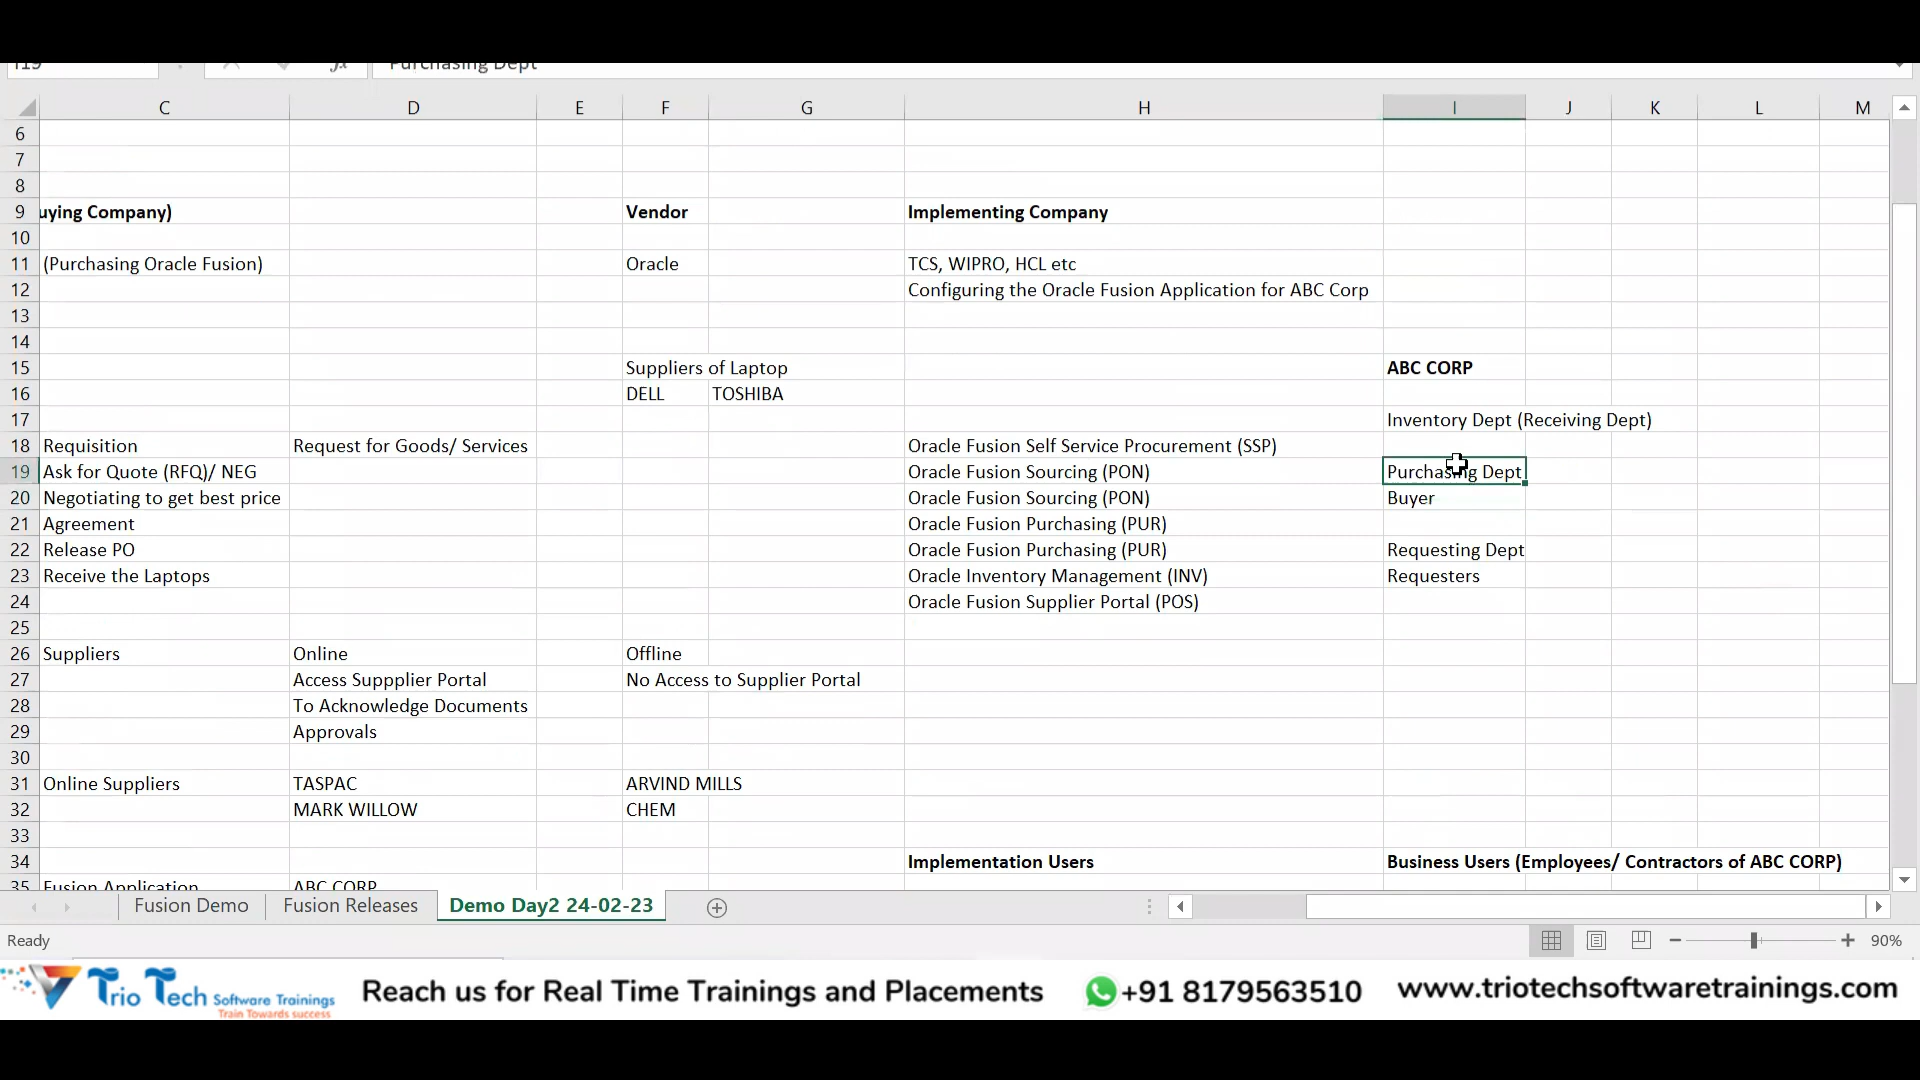 I19 fx Purchasing Dept
C D E F G H I J K L M
6
7
8
9 uying Company) Vendor Implementing Company
10
11 (Purchasing Oracle Fusion) Oracle TCS, WIPRO, HCL etc
12 Configuring the Oracle Fusion Application for ABC Corp
13
14
15 Suppliers of Laptop ABC CORP
16 DELL TOSHIBA
17 Inventory Dept (Receiving Dept)
18 Requisition Request for Goods/ Services Oracle Fusion Self Service Procurement (SSP)
19 Ask for Quote (RFQ)/ NEG Oracle Fusion Sourcing (PON) Purchasing Dept
20 Negotiating to get best price Oracle Fusion Sourcing (PON) Buyer
21 Agreement Oracle Fusion Purchasing (PUR)
22 Release PO Oracle Fusion Purchasing (PUR) Requesting Dept
23 Receive the Laptops Oracle Inventory Management (INV) Requesters
24 Oracle Fusion Supplier Portal (POS)
25
26 Suppliers Online Offline
27 Access Suppplier Portal No Access to Supplier Portal
28 To Acknowledge Documents
29 Approvals
30
31 Online Suppliers TASPAC ARVIND MILLS
32 MARK WILLOW CHEM
33
34 Implementation Users Business Users (Employees/ Contractors of ABC CORP)
35 Fusion Application ABC CORP
Fusion Demo Fusion Releases Demo Day2 24-02-23
Ready 90%
Trio Tech Software Trainings
Train Towards success
Reach us for Real Time Trainings and Placements +91 8179563510 www.triotechsoftwaretrainings.com